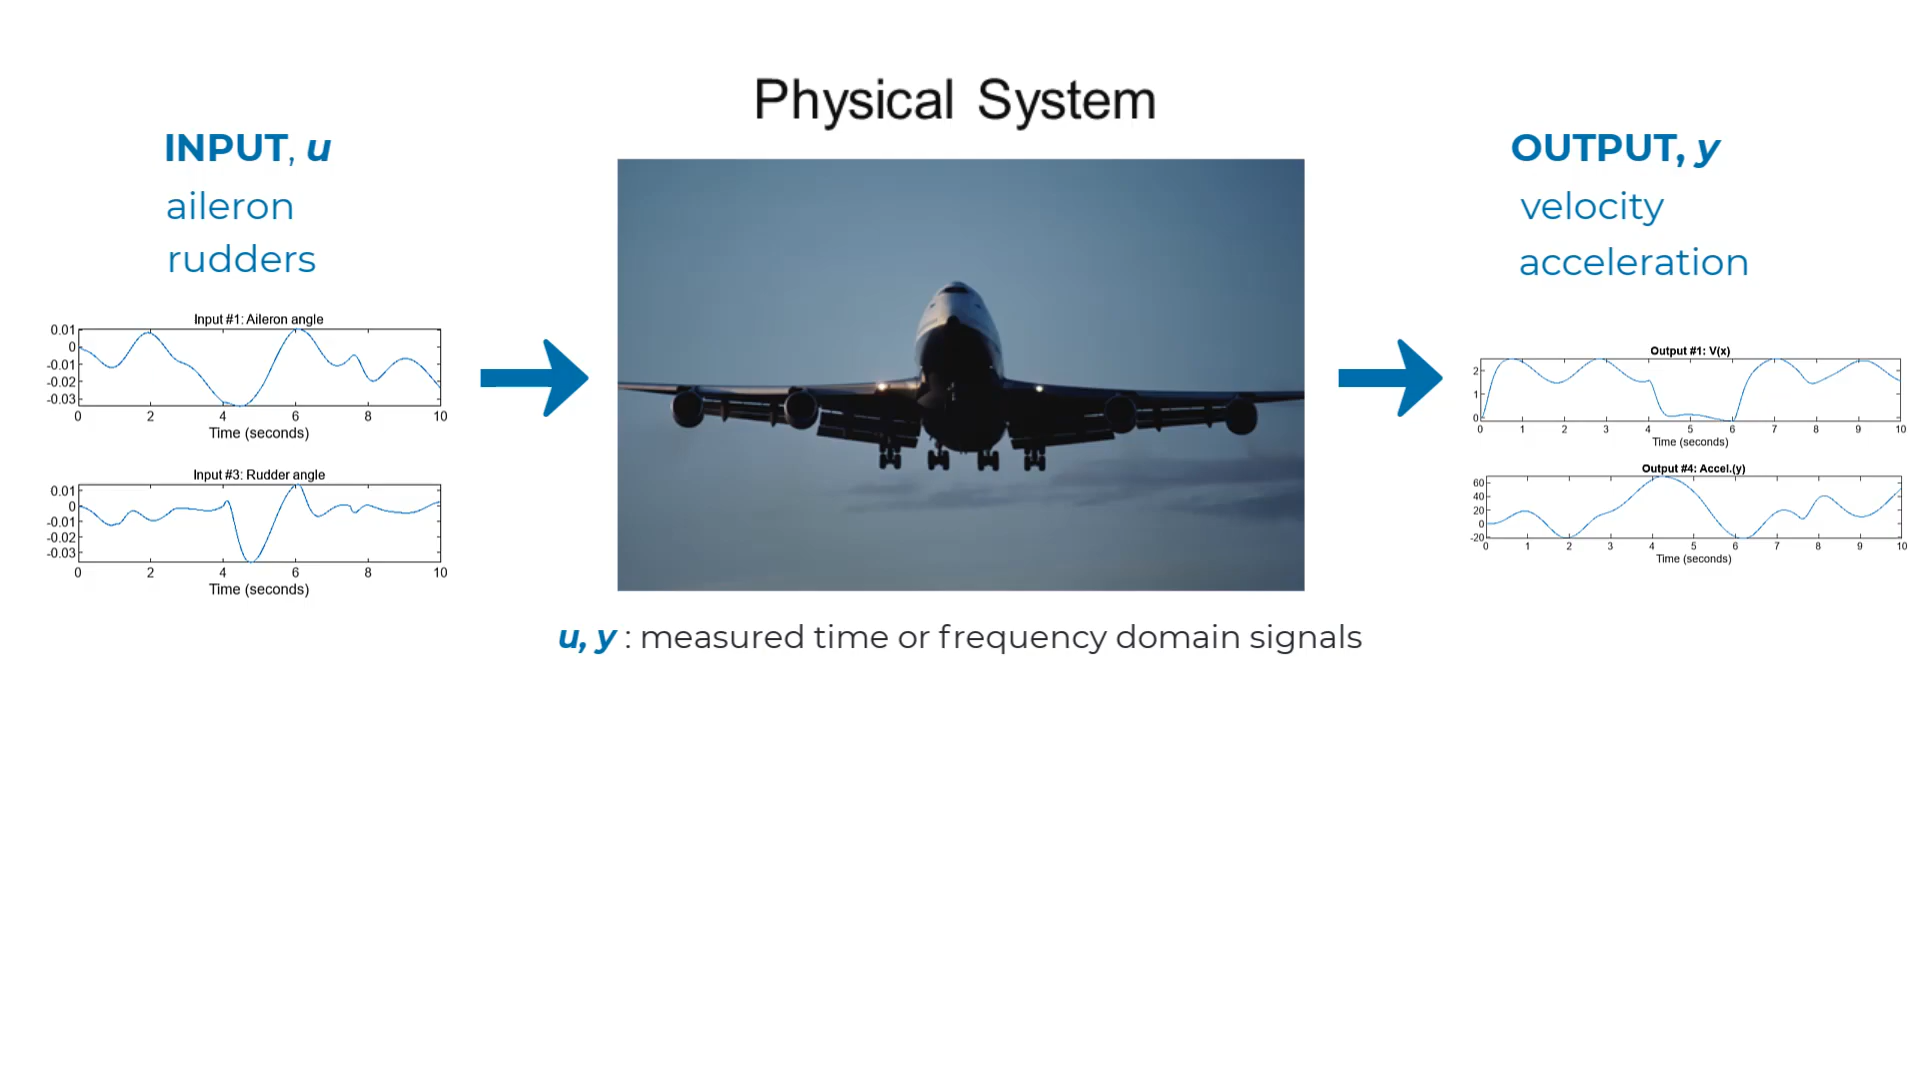 Physical System
INPUT, u
aileron
rudders
Input #1: Aileron angle
0.01
0
-0.01
-0.02
-0.03
0 2 4 6 8 10
Time (seconds)
Input #3: Rudder angle
0.01
0
-0.01
-0.02
-0.03
0 2 4 6 8 10
Time (seconds)
OUTPUT, y
velocity
acceleration
Output #1: V(x)
2
1
0
0 1 2 3 4 5 6 7 8 9 10
Time (seconds)
Output #4: Accel.(y)
60
40
20
0
-20
0 1 2 3 4 5 6 7 8 9 10
Time (seconds)
u, y : measured time or frequency domain signals